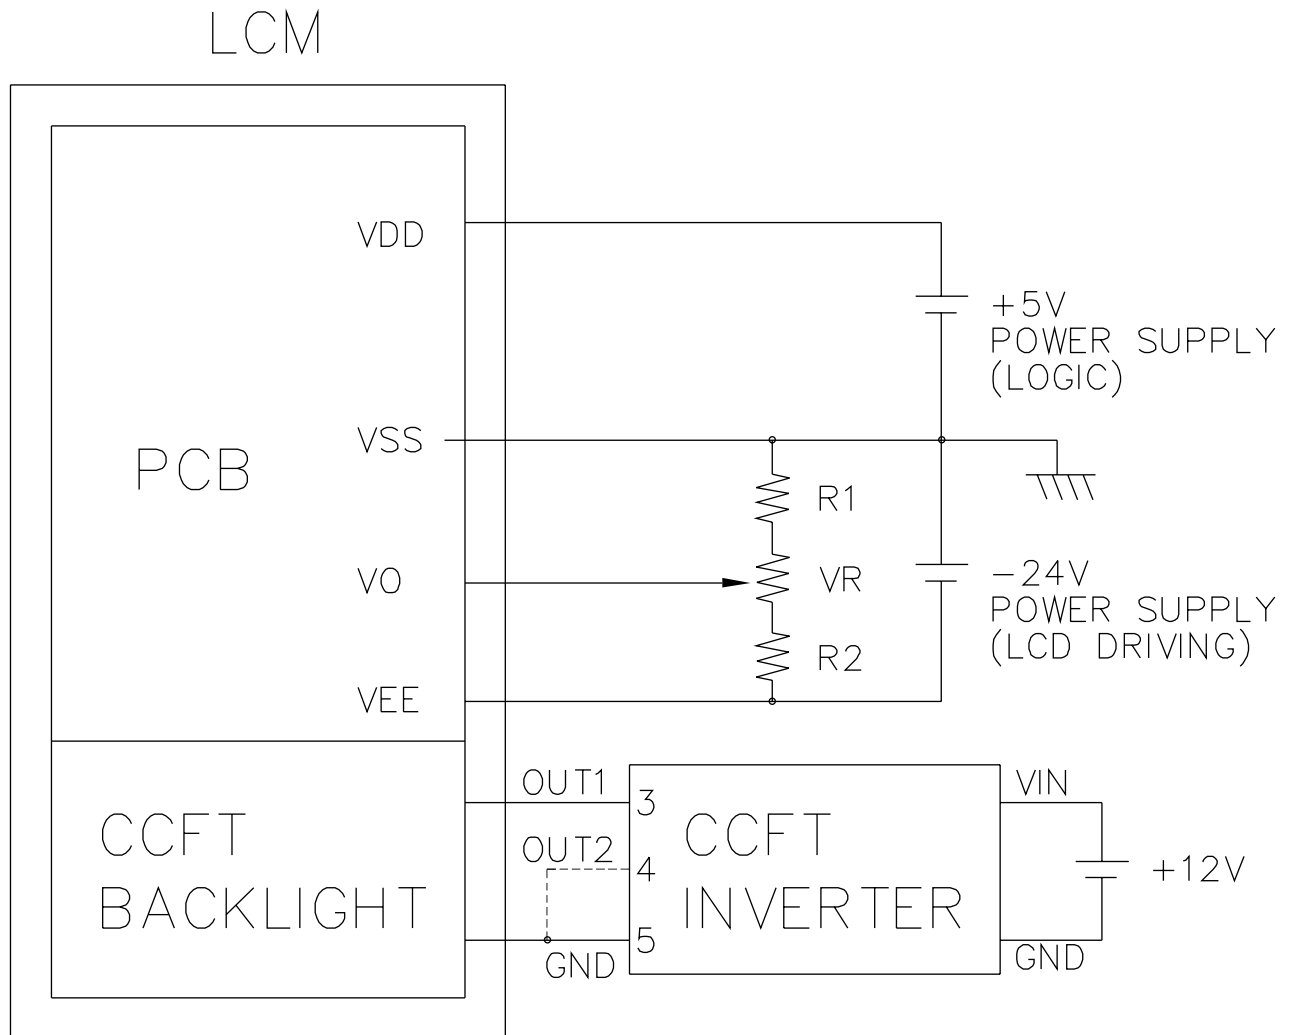 LCM
VDD
+5V
POWER SUPPLY
(LOGIC)
VSS
PCB
R1
VO
VR
-24V
POWER SUPPLY
(LCD DRIVING)
R2
VEE
OUT1
3
VIN
CCFT
BACKLIGHT
OUT2
4
CCFT
INVERTER
+12V
5
GND
GND